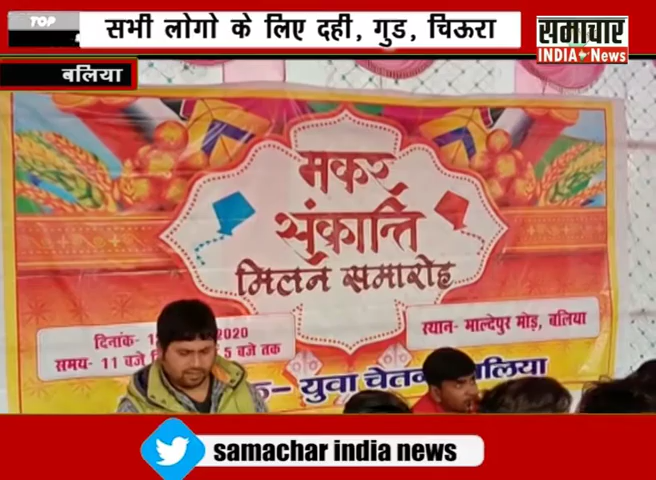 TOP
सभी लोगो के लिए दही, गुड, चिऊरा
समाचार
INDIA News
बलिया
मकर
संक्रान्ति
मिलन समारोह
दिनांक- 2020
समय- 11 बजे 5 बजे तक
स्थान- माल्देपुर मोड़, बलिया
युवा चेतना बलिया
samachar india news